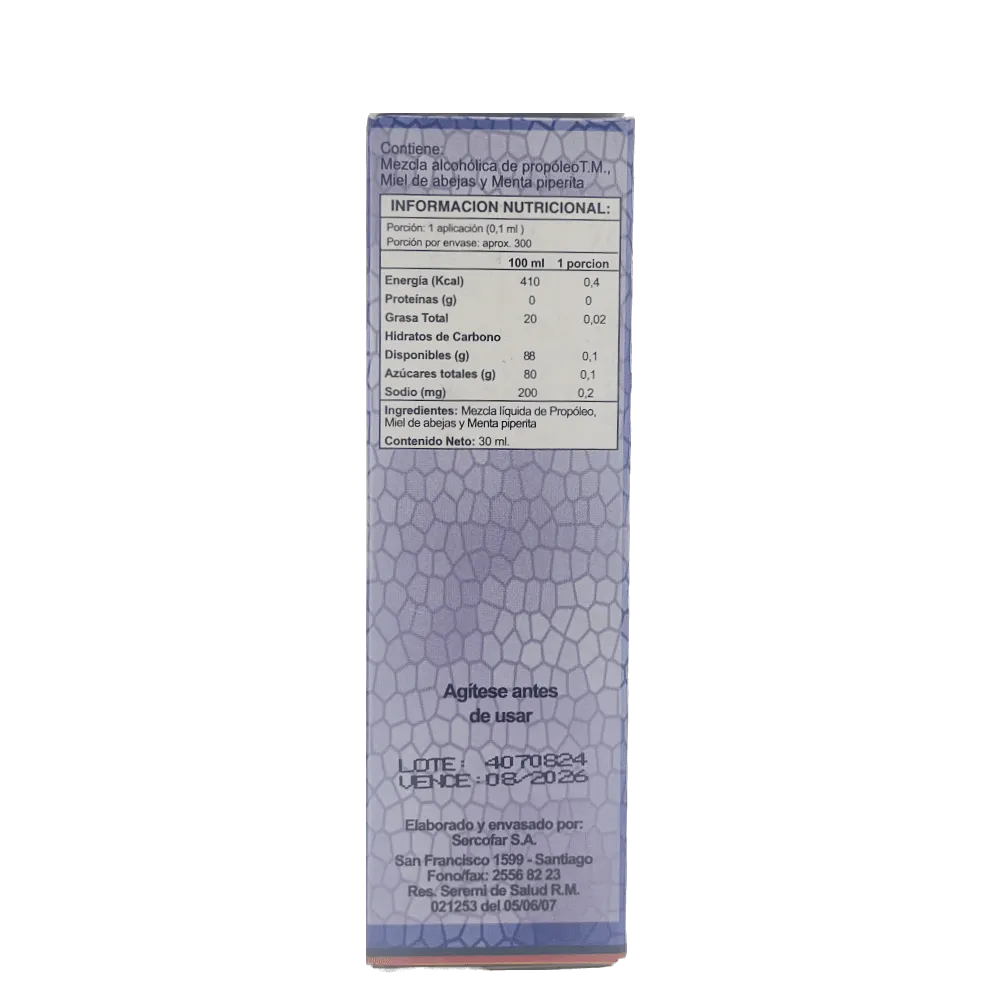 Contiene:
Mezcla alcohólica de propóleo T.M.,
Miel de abejas y Menta piperita
INFORMACION NUTRICIONAL:
Porción: 1 aplicación (0,1 ml )
Porción por envase: aprox. 300
100 ml 1 porcion
Energía (Kcal) 410 0,4
Proteínas (g) 0 0
Grasa Total 20 0,02
Hidratos de Carbono
Disponibles (g) 88 0,1
Azúcares totales (g) 80 0,1
Sodio (mg) 200 0,2
Ingredientes: Mezcla líquida de Propóleo,
Miel de abejas y Menta piperita
Contenido Neto: 30 ml.
Agítese antes
de usar
LOTE: 4070824
VENCE:08/2026
Elaborado y envasado por:
Sercofar S.A.
San Francisco 1599 - Santiago
Fono/fax: 2556 82 23
Res. Seremi de Salud R.M.
021253 del 05/06/07